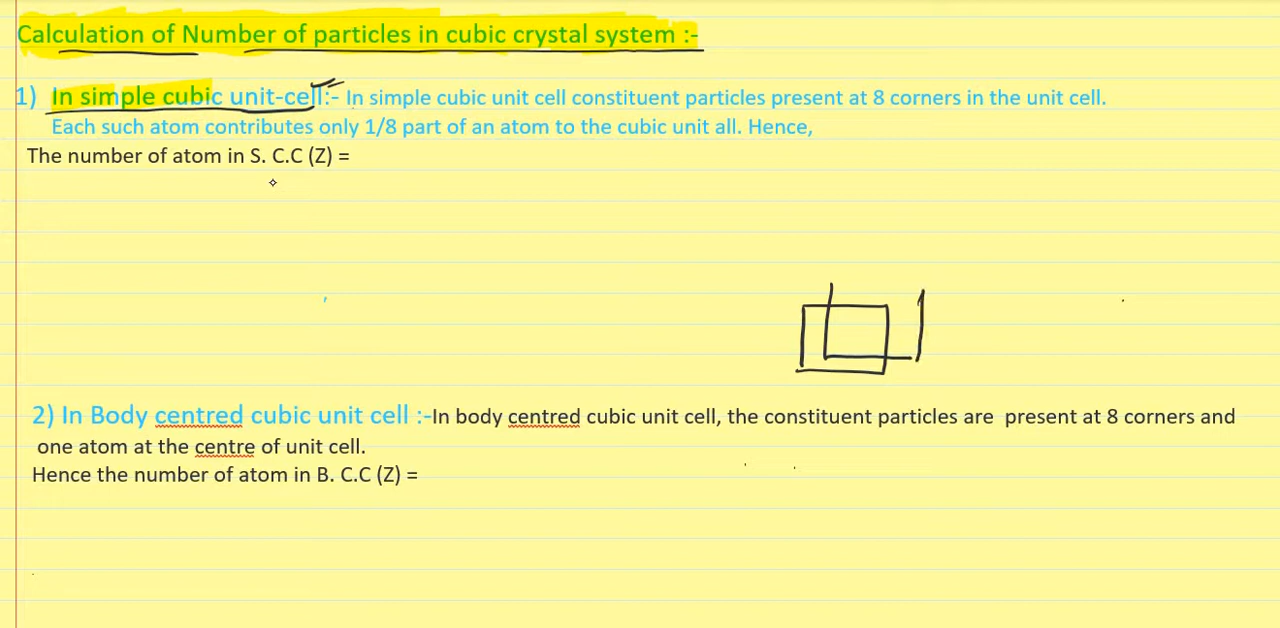 Calculation of Number of particles in cubic crystal system :-
1) In simple cubic unit-cell:- In simple cubic unit cell constituent particles present at 8 corners in the unit cell.
Each such atom contributes only 1/8 part of an atom to the cubic unit all. Hence,
The number of atom in S. C.C (Z) =
2) In Body centred cubic unit cell :-In body centred cubic unit cell, the constituent particles are present at 8 corners and
one atom at the centre of unit cell.
Hence the number of atom in B. C.C (Z) =